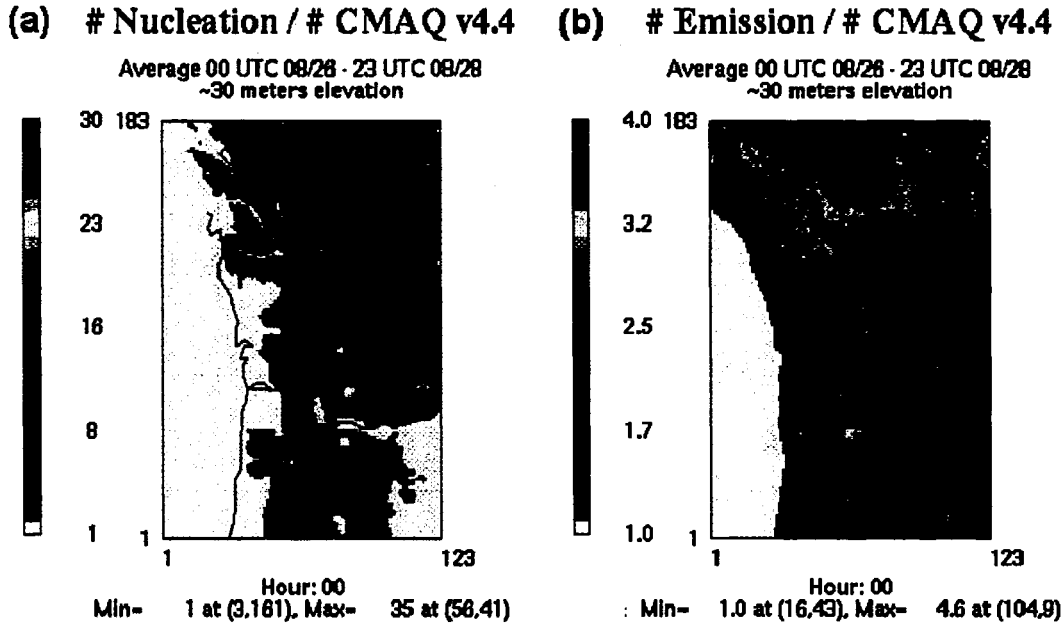 (a) # Nucleation / # CMAQ v4.4
Average 00 UTC 08/26 - 23 UTC 08/28
~30 meters elevation
30
23
16
8
1
183
1
1
123
Hour: 00
Min= 1 at (3,161), Max= 35 at (56,41)
(b) # Emission / # CMAQ v4.4
Average 00 UTC 08/26 - 23 UTC 08/28
~30 meters elevation
4.0
3.2
2.5
1.7
1.0
183
1
1
123
Hour: 00
: Min= 1.0 at (16,43), Max= 4.6 at (104,9)